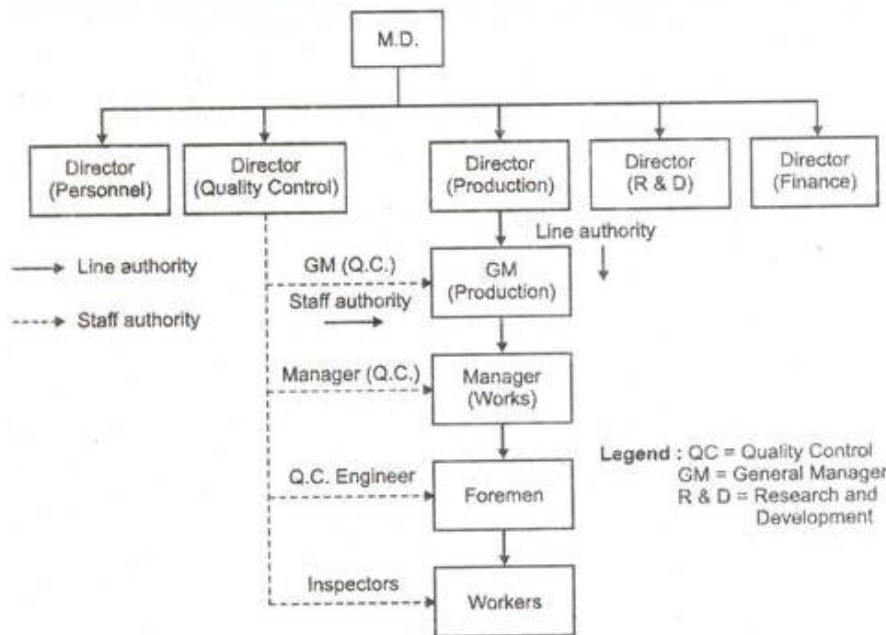 M.D.
Director
(Personnel)
Director
(Quality Control)
Director
(Production)
Director
(R & D)
Director
(Finance)
Line authority
Line authority
Staff authority
GM (Q.C.)
Staff authority
GM
(Production)
Manager (Q.C.)
Manager
(Works)
Q.C. Engineer
Foremen
Legend : QC = Quality Control
GM = General Manager
R & D = Research and
Development
Inspectors
Workers